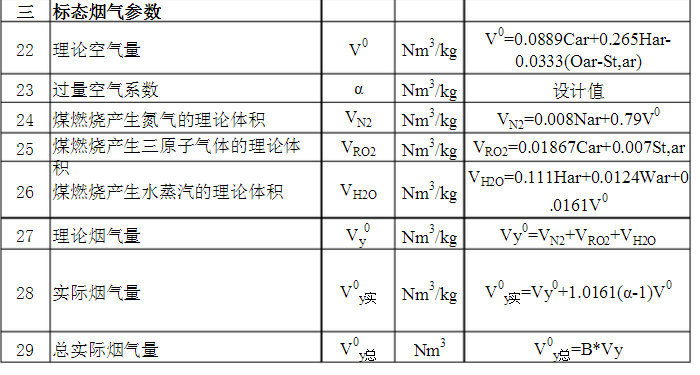 三 标态烟气参数
22 理论空气量 V⁰ Nm³/kg V⁰=0.0889Car+0.265Har-
0.0333(Oar-St,ar)
23 过量空气系数 α Nm³/kg 设计值
24 煤燃烧产生氮气的理论体积 VN2 Nm³/kg VN2=0.008Nar+0.79V⁰
25 煤燃烧产生三原子气体的理论体
积 VRO2 Nm³/kg VRO2=0.01867Car+0.007St,ar
26 煤燃烧产生水蒸汽的理论体积 VH2O Nm³/kg VH2O=0.111Har+0.0124War+0
.0161V⁰
27 理论烟气量 Vy⁰ Nm³/kg Vy⁰=VN2+VRO2+VH2O
28 实际烟气量 V⁰y实 Nm³/kg V⁰y实=Vy⁰+1.0161(α-1)V⁰
29 总实际烟气量 V⁰y总 Nm³ V⁰y总=B*Vy